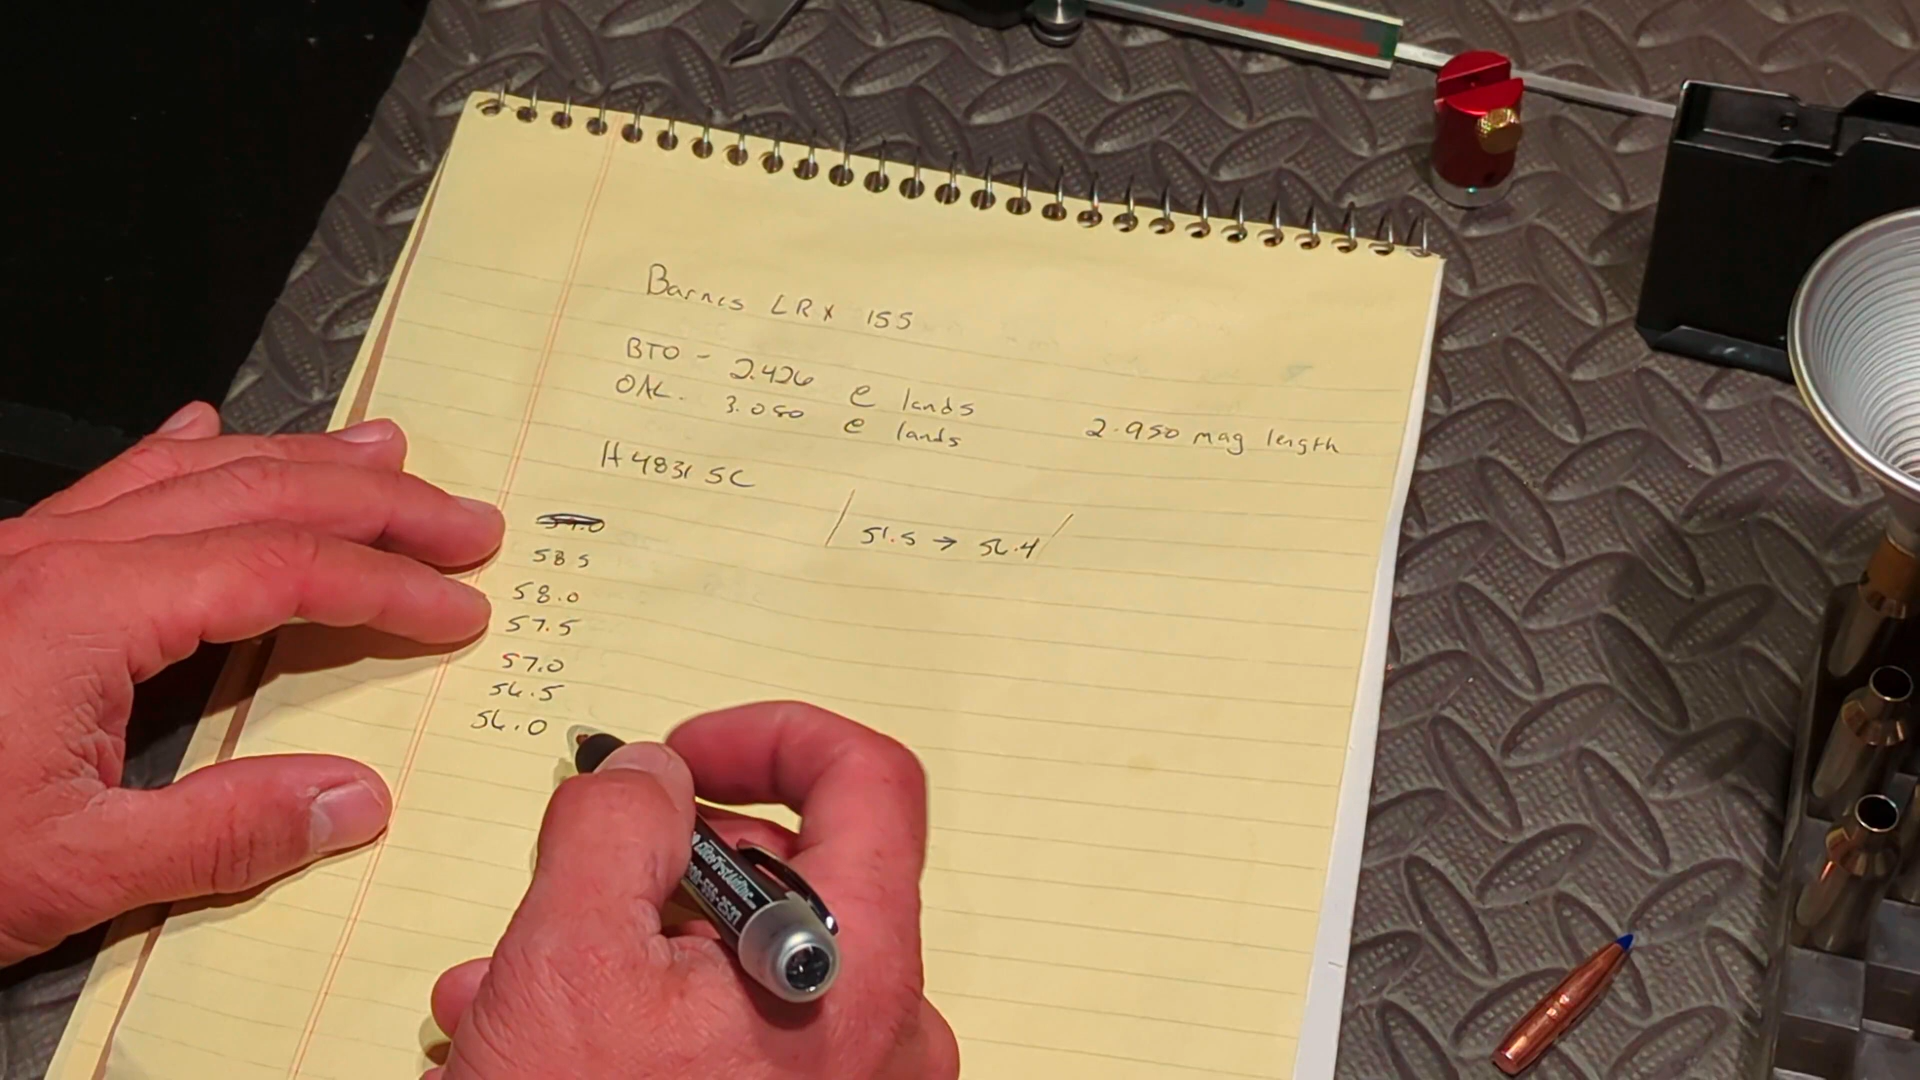 Barnes LRX 155
BTO - 2.426 @ lands
OAL. 3.080 @ lands
2.950 mag length
H4831 SC
51.5 → 56.4
58.5
58.0
57.5
57.0
56.5
56.0